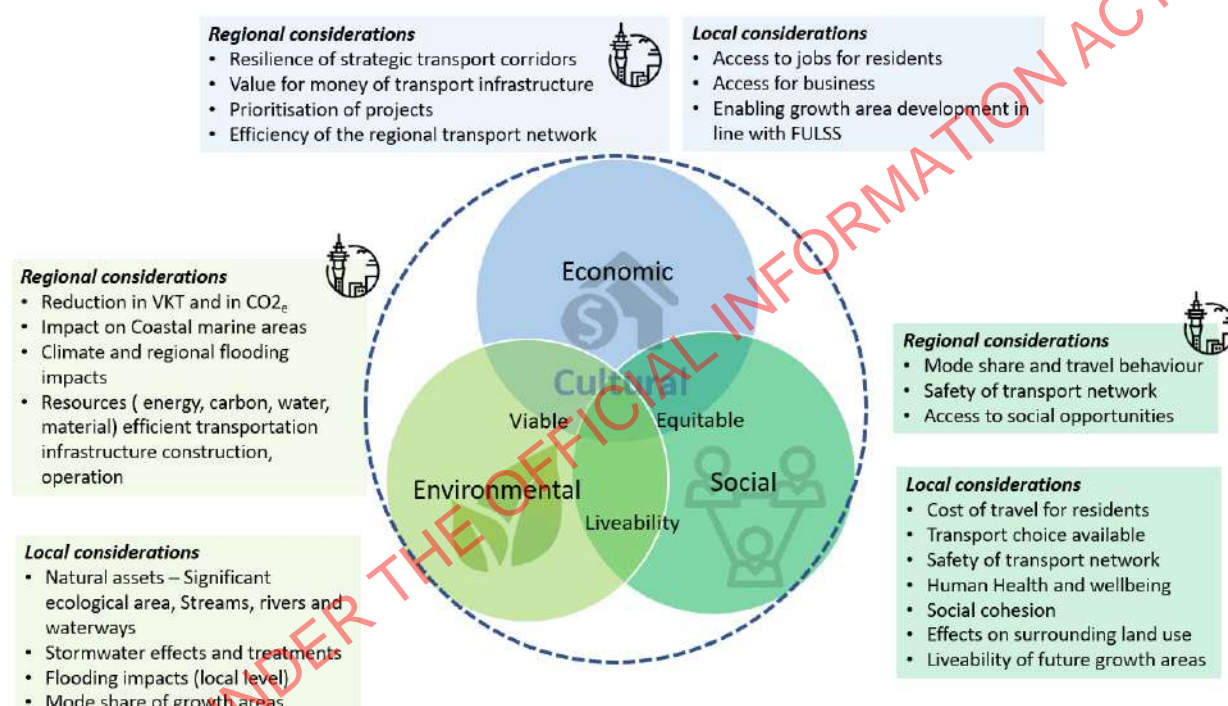 Regional considerations
• Resilience of strategic transport corridors
• Value for money of transport infrastructure
• Prioritisation of projects
• Efficiency of the regional transport network
Local considerations
• Access to jobs for residents
• Access for business
• Enabling growth area development in
line with FULSS
Regional considerations
• Reduction in VKT and in CO2e
• Impact on Coastal marine areas
• Climate and regional flooding
impacts
• Resources ( energy, carbon, water,
material) efficient transportation
infrastructure construction,
operation
Local considerations
• Natural assets – Significant
ecological area, Streams, rivers and
waterways
• Stormwater effects and treatments
• Flooding impacts (local level)
• Mode share of growth areas
Economic
$
Cultural
Viable
Equitable
Environmental
Social
Liveability
Regional considerations
• Mode share and travel behaviour
• Safety of transport network
• Access to social opportunities
Local considerations
• Cost of travel for residents
• Transport choice available
• Safety of transport network
• Human Health and wellbeing
• Social cohesion
• Effects on surrounding land use
• Liveability of future growth areas
UNDER THE OFFICIAL INFORMATION ACT